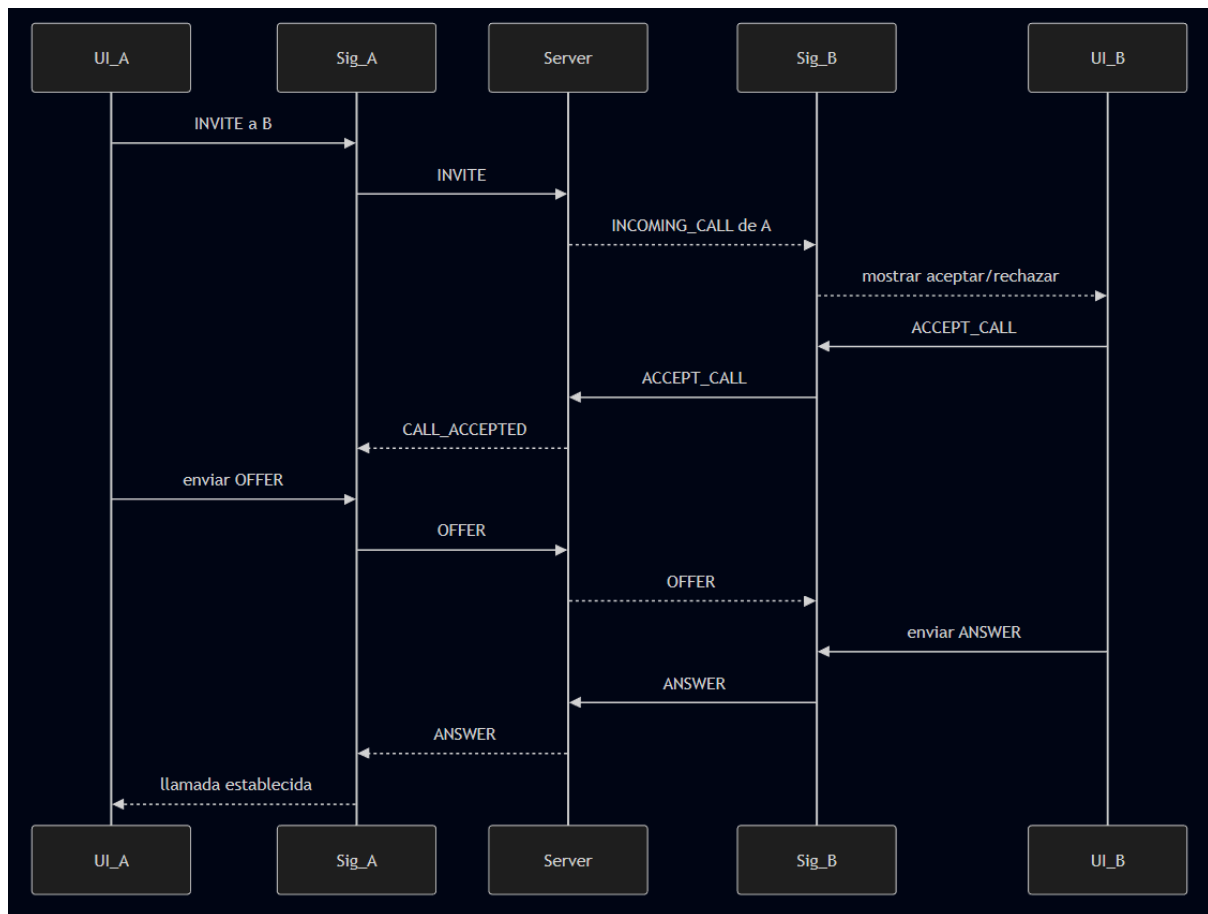 UI_A
Sig_A
Server
Sig_B
UI_B
INVITE a B
INVITE
INCOMING_CALL de A
mostrar aceptar/rechazar
ACCEPT_CALL
ACCEPT_CALL
CALL_ACCEPTED
enviar OFFER
OFFER
OFFER
enviar ANSWER
ANSWER
ANSWER
llamada establecida
UI_A
Sig_A
Server
Sig_B
UI_B